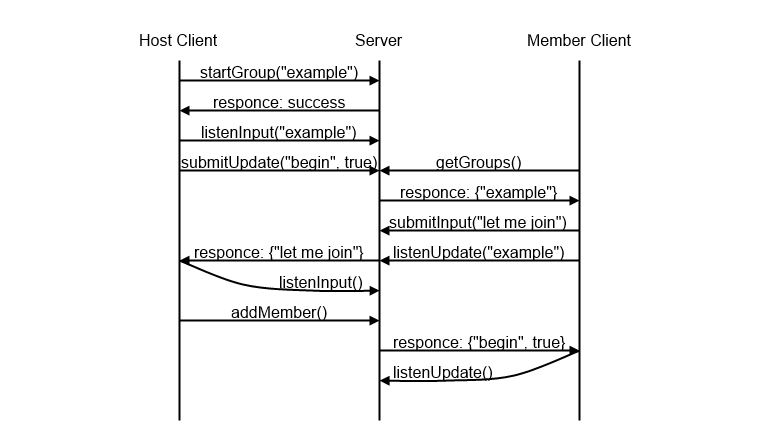 Host Client
Server
Member Client
startGroup("example")
responce: success
listenInput("example")
submitUpdate("begin", true)
getGroups()
responce: {"example"}
submitInput("let me join")
responce: {"let me join"}
listenUpdate("example")
listenInput()
addMember()
responce: {"begin", true}
listenUpdate()